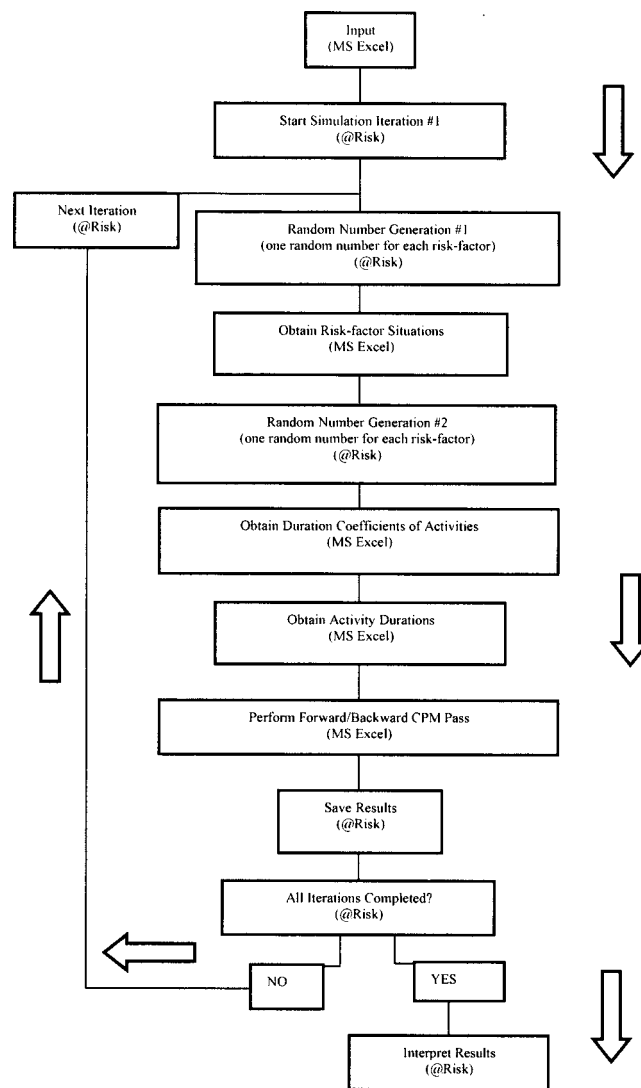 Input
(MS Excel)
Start Simulation Iteration #1
(@Risk)
Next Iteration
(@Risk)
Random Number Generation #1
(one random number for each risk-factor)
(@Risk)
Obtain Risk-factor Situations
(MS Excel)
Random Number Generation #2
(one random number for each risk-factor)
(@Risk)
Obtain Duration Coefficients of Activities
(MS Excel)
Obtain Activity Durations
(MS Excel)
Perform Forward/Backward CPM Pass
(MS Excel)
Save Results
(@Risk)
All Iterations Completed?
(@Risk)
NO
YES
Interpret Results
(@Risk)